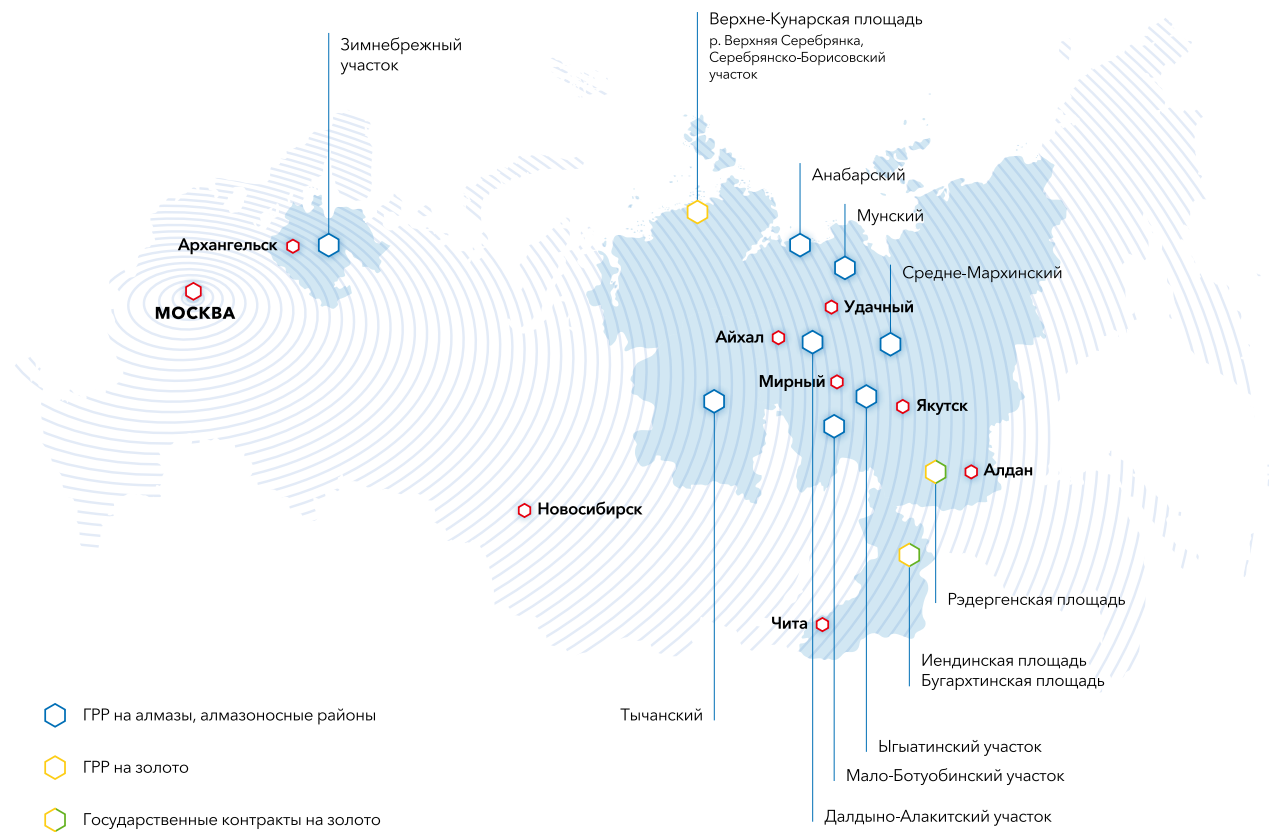 Верхне-Кунарская площадь
р. Верхняя Серебрянка,
Серебрянско-Борисовский
участок
Зимнебрежный
участок
Анабарский
Мунский
Архангельск
Средне-Мархинский
МОСКВА
Удачный
Айхал
Мирный
Якутск
Алдан
Новосибирск
Рэдергенская площадь
Чита
Иендинская площадь
Бугархтинская площадь
Тычанский
Ыгыатинский участок
Мало-Ботуобинский участок
Далдыно-Алакитский участок
ГРР на алмазы, алмазоносные районы
ГРР на золото
Государственные контракты на золото